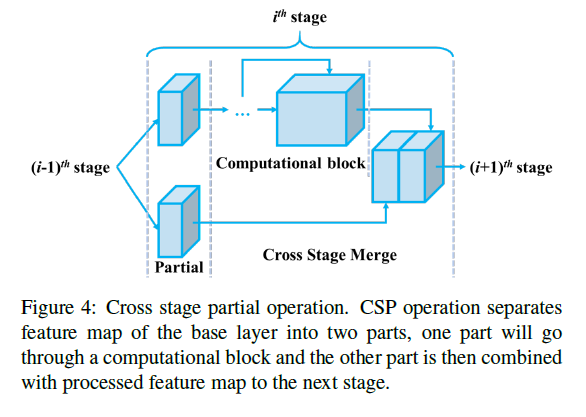 iᵗʰ stage
(i-1)ᵗʰ stage
...
Computational block
(i+1)ᵗʰ stage
Partial
Cross Stage Merge
Figure 4: Cross stage partial operation. CSP operation separates
feature map of the base layer into two parts, one part will go
through a computational block and the other part is then combined
with processed feature map to the next stage.